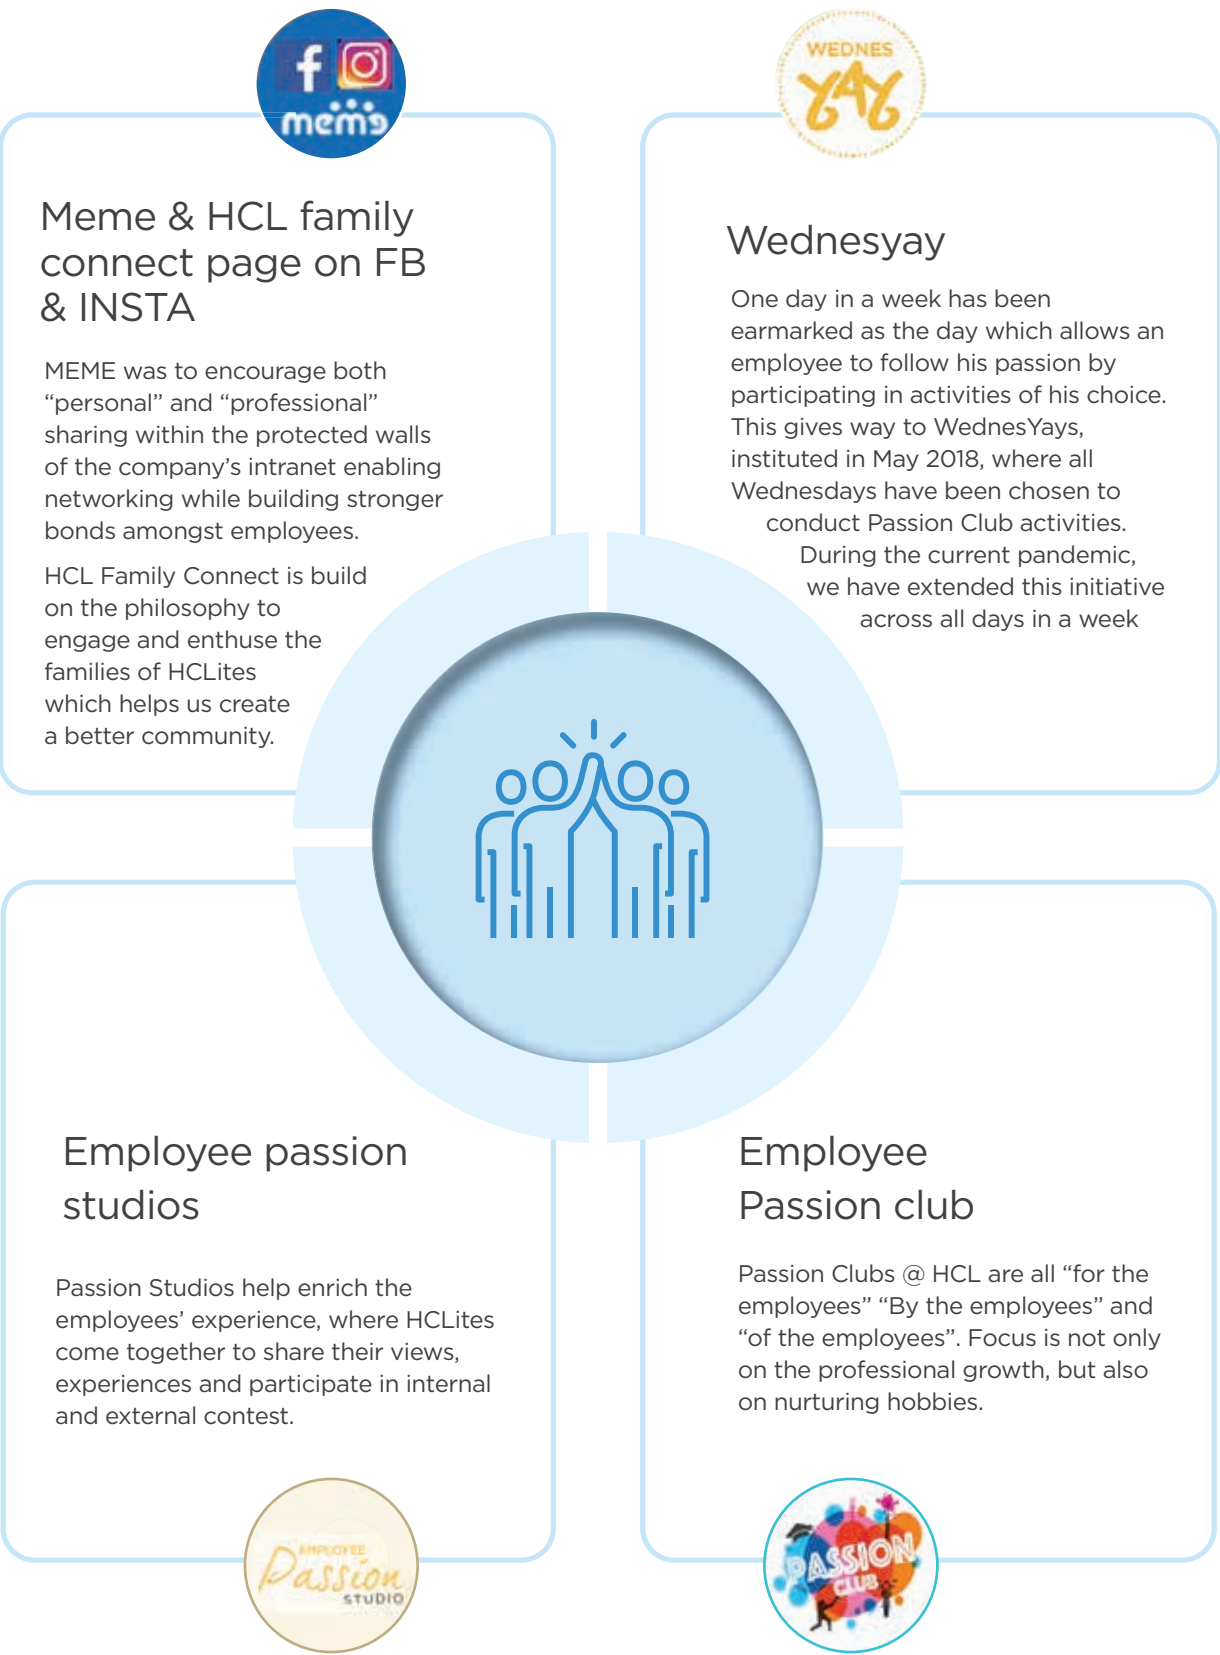 meme
Meme & HCL family
connect page on FB
& INSTA
MEME was to encourage both
“personal” and “professional”
sharing within the protected walls
of the company’s intranet enabling
networking while building stronger
bonds amongst employees.
HCL Family Connect is build
on the philosophy to
engage and enthuse the
families of HCLites
which helps us create
a better community.
WEDNES
YAY
Wednesyay
One day in a week has been
earmarked as the day which allows an
employee to follow his passion by
participating in activities of his choice.
This gives way to WednesYays,
instituted in May 2018, where all
Wednesdays have been chosen to
conduct Passion Club activities.
During the current pandemic,
we have extended this initiative
across all days in a week
Employee passion
studios
Passion Studios help enrich the
employees’ experience, where HCLites
come together to share their views,
experiences and participate in internal
and external contest.
EMPLOYEE
Passion
STUDIO
Employee
Passion club
Passion Clubs @ HCL are all “for the
employees” “By the employees” and
“of the employees”. Focus is not only
on the professional growth, but also
on nurturing hobbies.
PASSION
CLUB